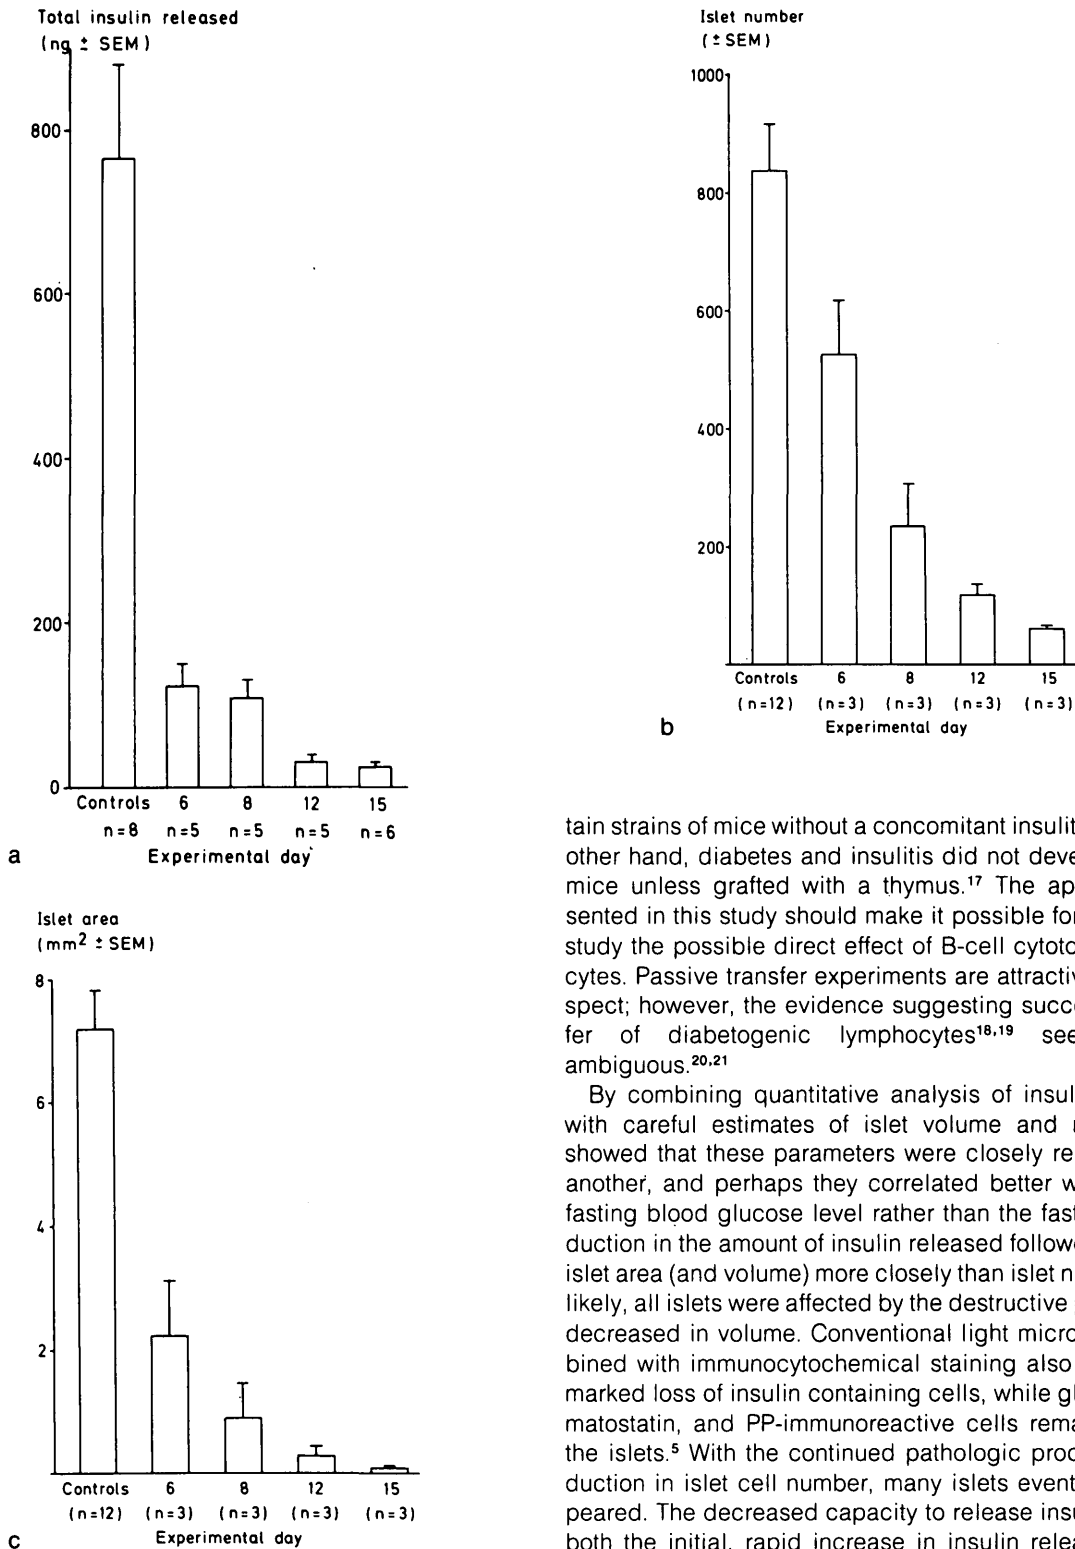 Total insulin released
(ng ± SEM)
800
600
400
200
0
Controls 6 8 12 15
n=8 n=5 n=5 n=5 n=6
Experimental day
a
Islet number
(± SEM)
1000
800
600
400
200
Controls 6 8 12 15
(n=12) (n=3) (n=3) (n=3) (n=3)
Experimental day
b
Islet area
(mm² ± SEM)
8
6
4
2
Controls 6 8 12 15
(n=12) (n=3) (n=3) (n=3) (n=3)
Experimental day
c
tain strains of mice without a concomitant insulit
other hand, diabetes and insulitis did not deve
mice unless grafted with a thymus.¹⁷ The ap
sented in this study should make it possible for
study the possible direct effect of B-cell cytoto
cytes. Passive transfer experiments are attractiv
spect; however, the evidence suggesting succe
fer of diabetogenic lymphocytes¹⁸,¹⁹ see
ambiguous.²⁰,²¹
By combining quantitative analysis of insul
with careful estimates of islet volume and
showed that these parameters were closely re
another, and perhaps they correlated better w
fasting blood glucose level rather than the fast
duction in the amount of insulin released followe
islet area (and volume) more closely than islet n
likely, all islets were affected by the destructive
decreased in volume. Conventional light micro
bined with immunocytochemical staining also
marked loss of insulin containing cells, while gl
matostatin, and PP-immunoreactive cells rema
the islets.⁵ With the continued pathologic proc
duction in islet cell number, many islets event
peared. The decreased capacity to release insu
both the initial, rapid increase in insulin relea